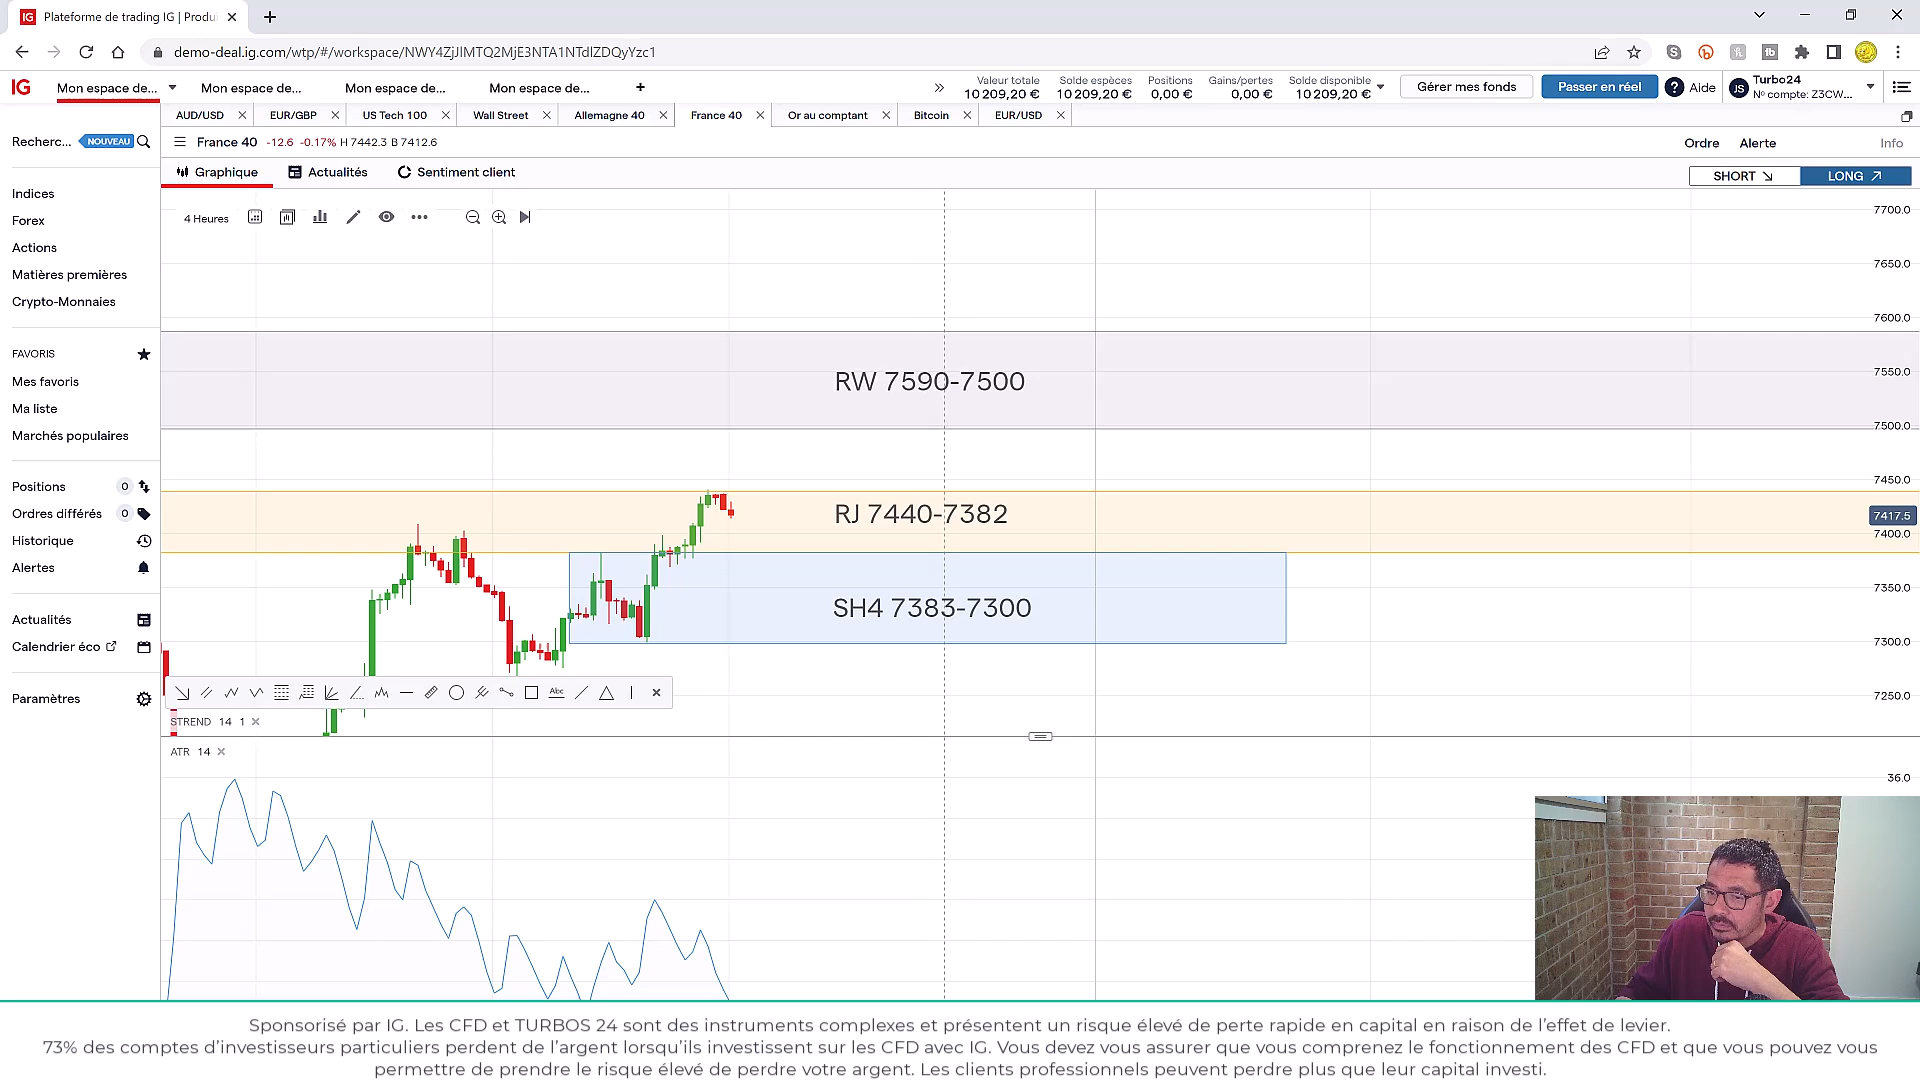 IG Plateforme de trading IG | Produi
demo-deal.ig.com/wtp/#/workspace/NWY4ZjJlMTQ2MjE3NTA1NTdlZDQyYzc1
IG Mon espace de... Mon espace de... Mon espace de... Mon espace de...
Valeur totale 10 209,20 €
Solde espèces 10 209,20 €
Positions 0,00 €
Gains/pertes 0,00 €
Solde disponible 10 209,20 €
Gérer mes fonds
Passer en réel
Aide
JS Turbo24
Nº compte: Z3CW...
AUD/USD EUR/GBP US Tech 100 Wall Street Allemagne 40 France 40 Or au comptant Bitcoin EUR/USD
Recherc... NOUVEAU
France 40 -12.6 -0.17% H 7442.3 B 7412.6
Ordre Alerte Info
Graphique Actualités Sentiment client
SHORT LONG
4 Heures
Indices
Forex
Actions
Matières premières
Crypto-Monnaies
FAVORIS
Mes favoris
Ma liste
Marchés populaires
Positions 0
Ordres différés 0
Historique
Alertes
Actualités
Calendrier éco
Paramètres
RW 7590-7500
RJ 7440-7382
SH4 7383-7300
7700.0
7650.0
7600.0
7550.0
7500.0
7450.0
7417.5
7400.0
7350.0
7300.0
7250.0
Abc
STREND 14 1
ATR 14
36.0
Sponsorisé par IG. Les CFD et TURBOS 24 sont des instruments complexes et présentent un risque élevé de perte rapide en capital en raison de l'effet de levier.
73% des comptes d'investisseurs particuliers perdent de l'argent lorsqu'ils investissent sur les CFD avec IG. Vous devez vous assurer que vous comprenez le fonctionnement des CFD et que vous pouvez vous
permettre de prendre le risque élevé de perdre votre argent. Les clients professionels peuvent perdre plus que leur capital investi.